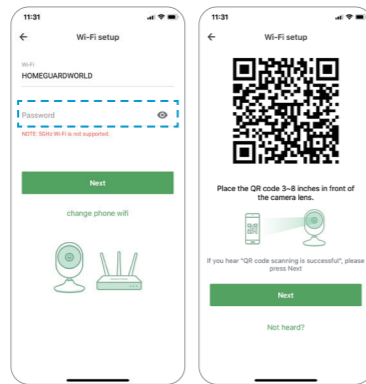 11:31
Wi-Fi setup
Wi-Fi
HOMEGUARDWORLD
Password
NOTE: 5GHz Wi-Fi is not supported.
Next
change phone wifi
11:31
Wi-Fi setup
Place the QR code 3~8 inches in front of
the camera lens.
If you hear "QR code scanning is successful", please
press Next
Next
Not heard?